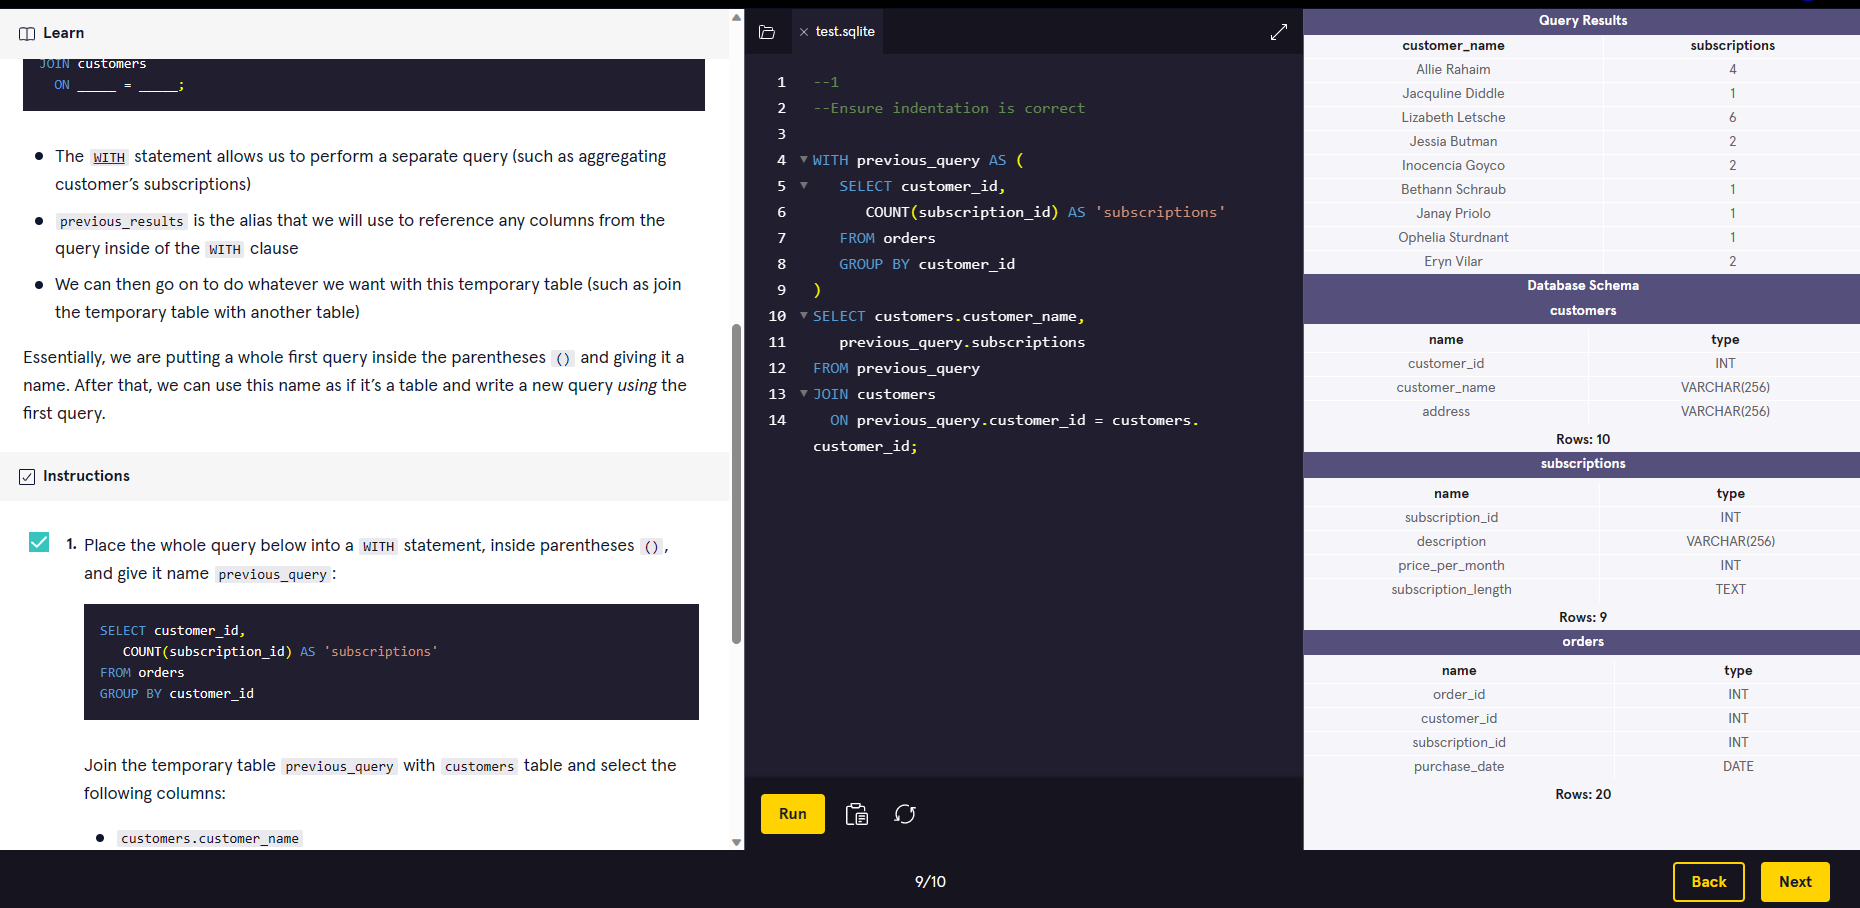 Learn
JOIN customers
ON _____ = _____;
The WITH statement allows us to perform a separate query (such as aggregating
customer’s subscriptions)
previous_results is the alias that we will use to reference any columns from the
query inside of the WITH clause
We can then go on to do whatever we want with this temporary table (such as join
the temporary table with another table)
Essentially, we are putting a whole first query inside the parentheses () and giving it a
name. After that, we can use this name as if it’s a table and write a new query using the
first query.
Instructions
1. Place the whole query below into a WITH statement, inside parentheses (),
and give it name previous_query:
SELECT customer_id,
COUNT(subscription_id) AS 'subscriptions'
FROM orders
GROUP BY customer_id
Join the temporary table previous_query with customers table and select the
following columns:
customers.customer_name
test.sqlite
1 --1
2 --Ensure indentation is correct
3
4 WITH previous_query AS (
5 SELECT customer_id,
6 COUNT(subscription_id) AS 'subscriptions'
7 FROM orders
8 GROUP BY customer_id
9 )
10 SELECT customers.customer_name,
11 previous_query.subscriptions
12 FROM previous_query
13 JOIN customers
14 ON previous_query.customer_id = customers.
customer_id;
Run
Query Results
customer_name subscriptions
Allie Rahaim 4
Jacquline Diddle 1
Lizabeth Letsche 6
Jessia Butman 2
Inocencia Goyco 2
Bethann Schraub 1
Janay Priolo 1
Ophelia Sturdnant 1
Eryn Vilar 2
Database Schema
customers
name type
customer_id INT
customer_name VARCHAR(256)
address VARCHAR(256)
Rows: 10
subscriptions
name type
subscription_id INT
description VARCHAR(256)
price_per_month INT
subscription_length TEXT
Rows: 9
orders
name type
order_id INT
customer_id INT
subscription_id INT
purchase_date DATE
Rows: 20
9/10
Back
Next